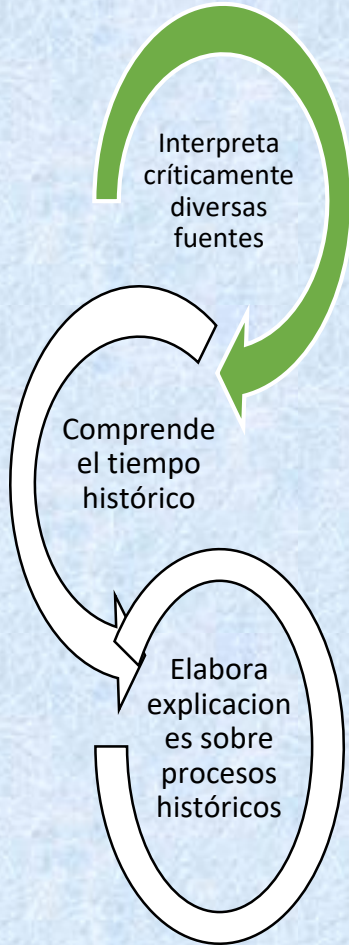 Interpreta
críticamente
diversas
fuentes
Comprende
el tiempo
histórico
Elabora
explicacion
es sobre
procesos
históricos